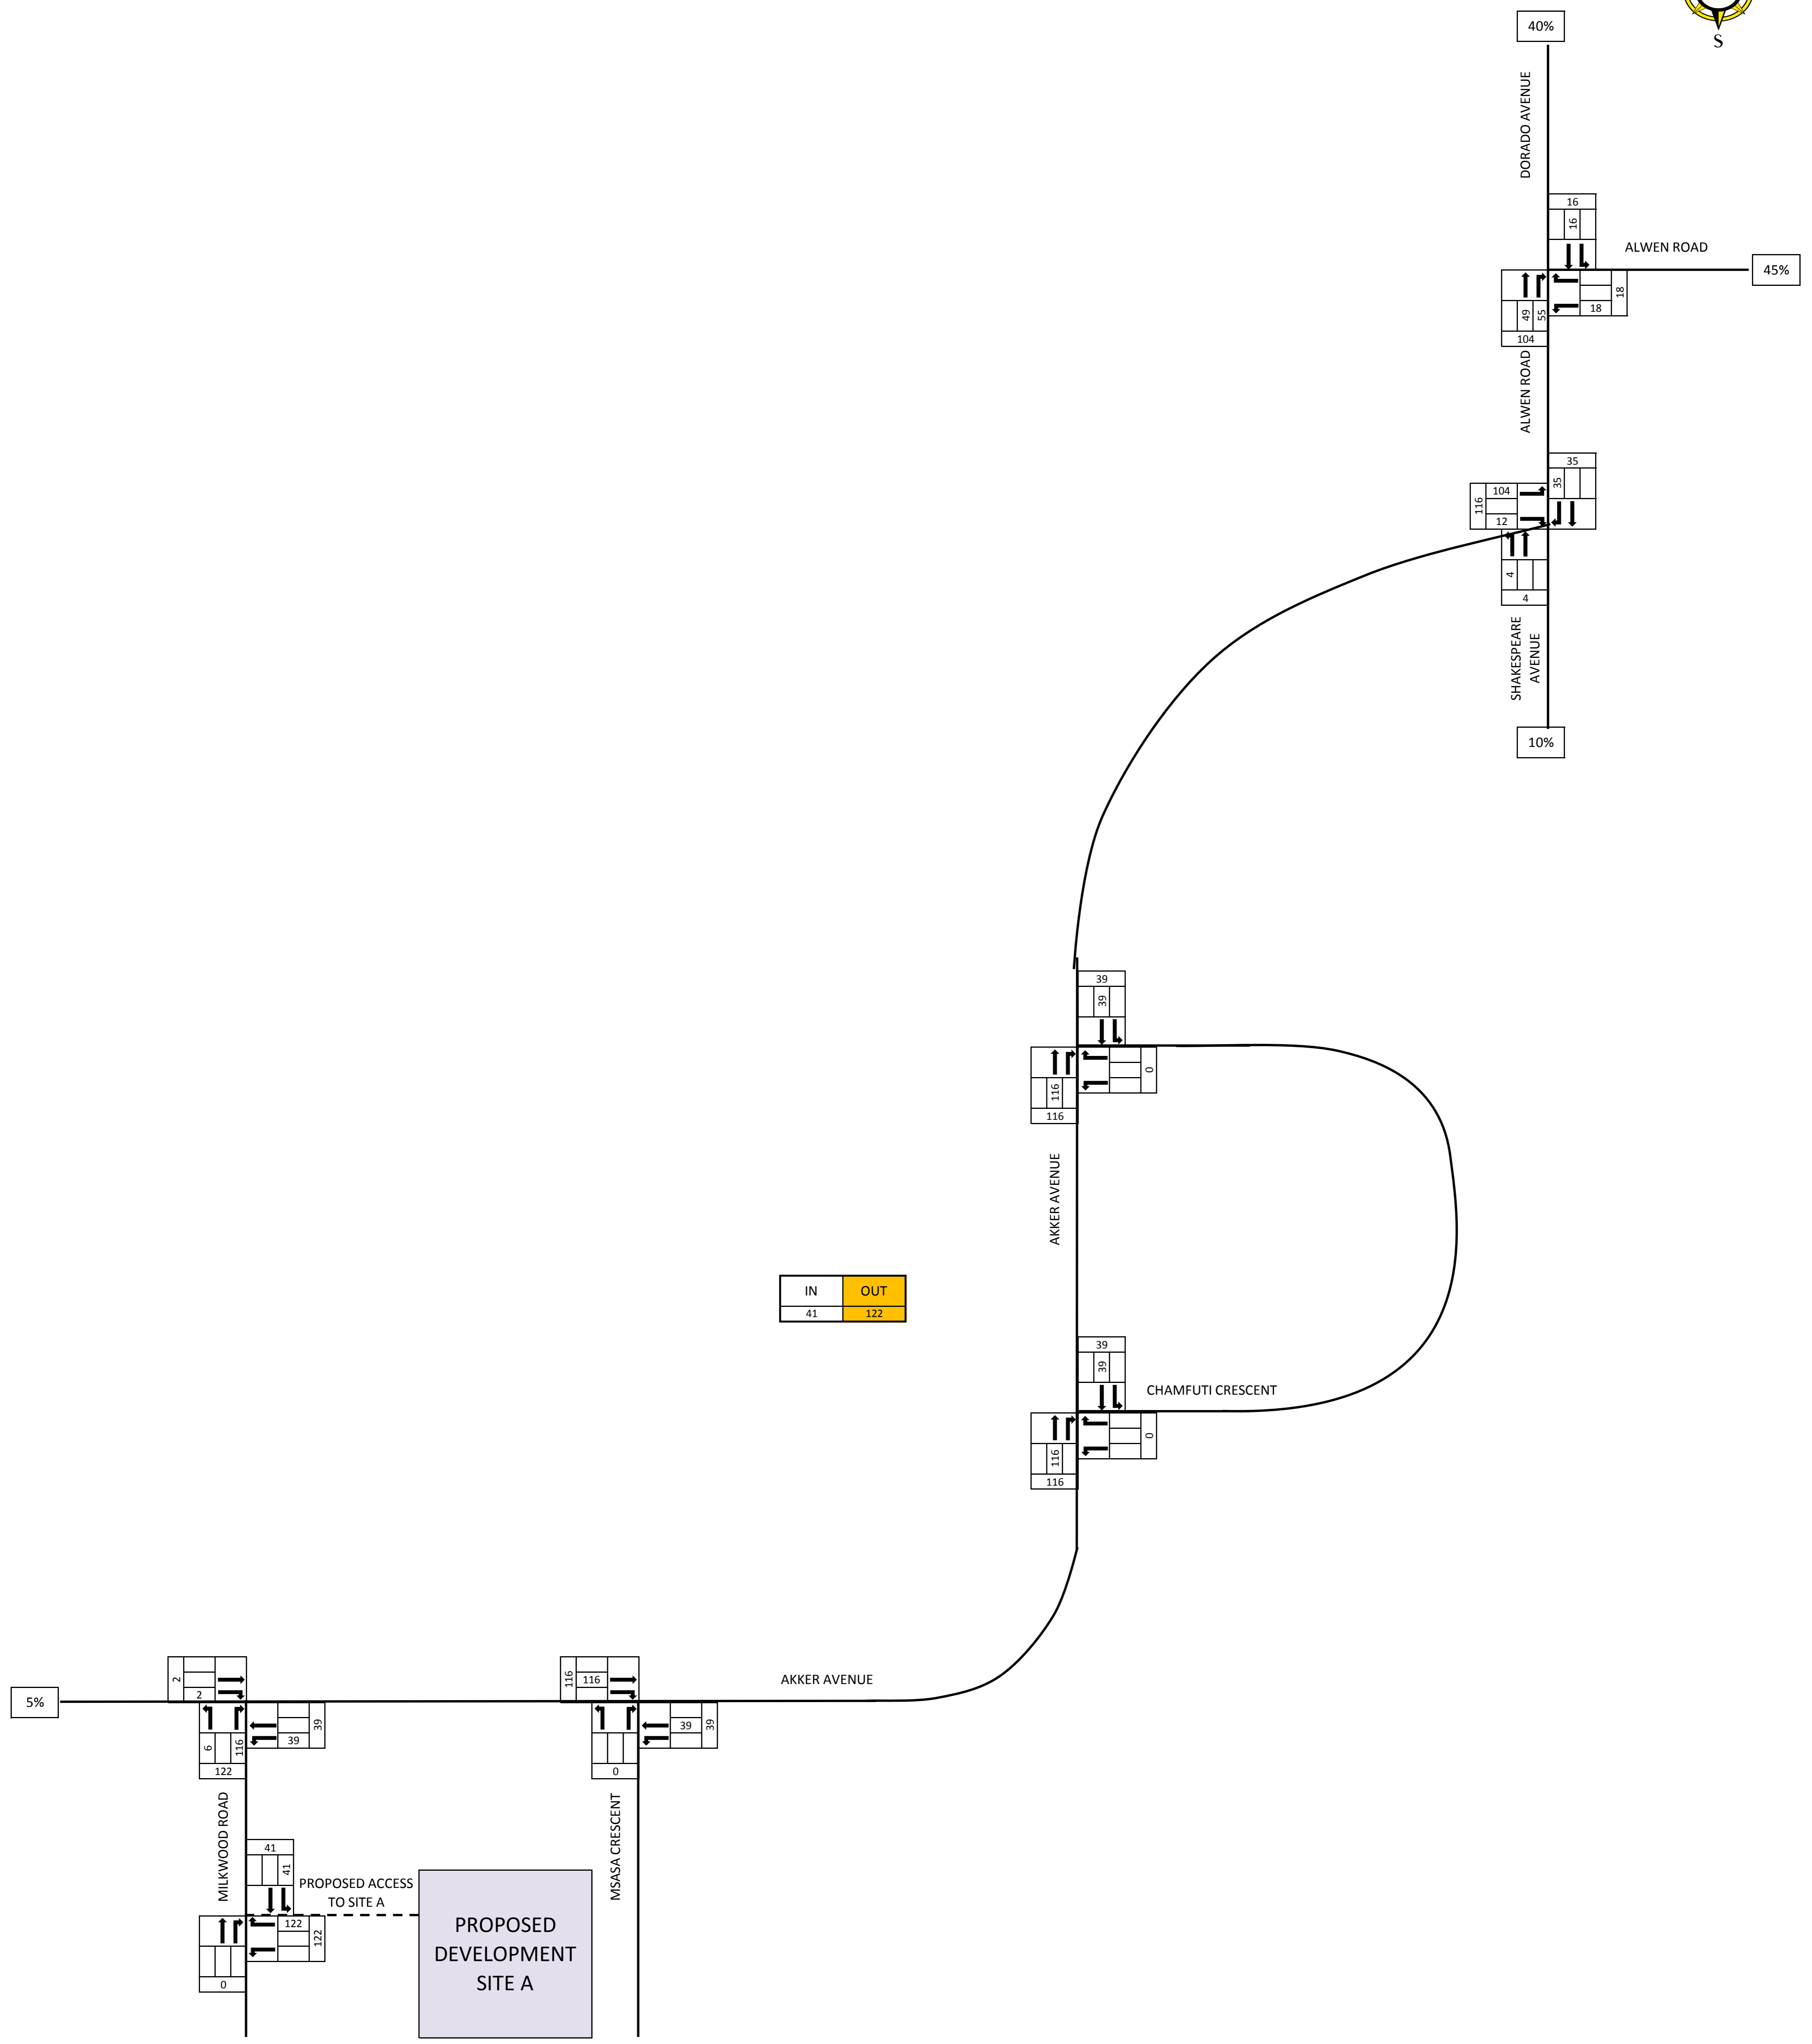 S
40%
DORADO AVENUE
16
16
ALWEN ROAD
45%
18
18
49
55
104
ALWEN ROAD
35
35
116
104
12
4
4
SHAKESPEARE
AVENUE
10%
39
39
0
116
116
AKKER AVENUE
IN
OUT
41
122
39
39
CHAMFUTI CRESCENT
0
116
116
2
2
116
116
AKKER AVENUE
5%
39
39
6
116
122
39
39
0
MILKWOOD ROAD
MSASA CRESCENT
41
41
PROPOSED ACCESS
TO SITE A
122
122
0
PROPOSED
DEVELOPMENT
SITE A